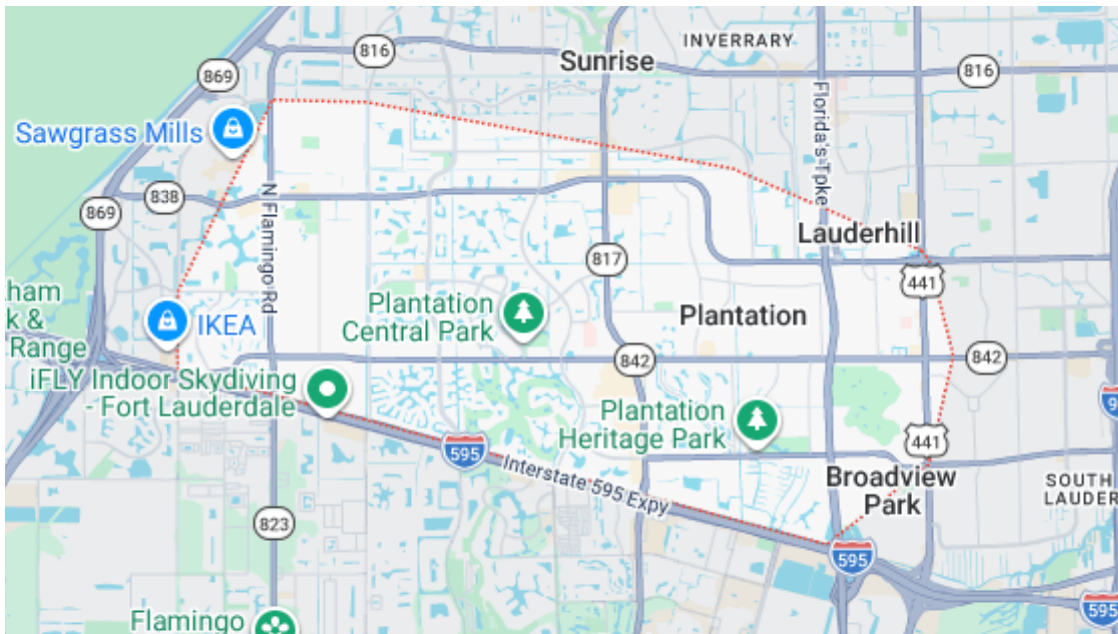 INVERRARY
816
Sunrise
816
869
Sawgrass Mills
Florida's Tpke
838
N Flamingo Rd
869
Lauderhill
817
441
ham
k &
Range
Plantation
Central Park
Plantation
IKEA
842
842
iFLY Indoor Skydiving
- Fort Lauderdale
Plantation
Heritage Park
441
595
Interstate 595 Expy
Broadview
Park
SOUTH
LAUDER
823
595
595
Flamingo